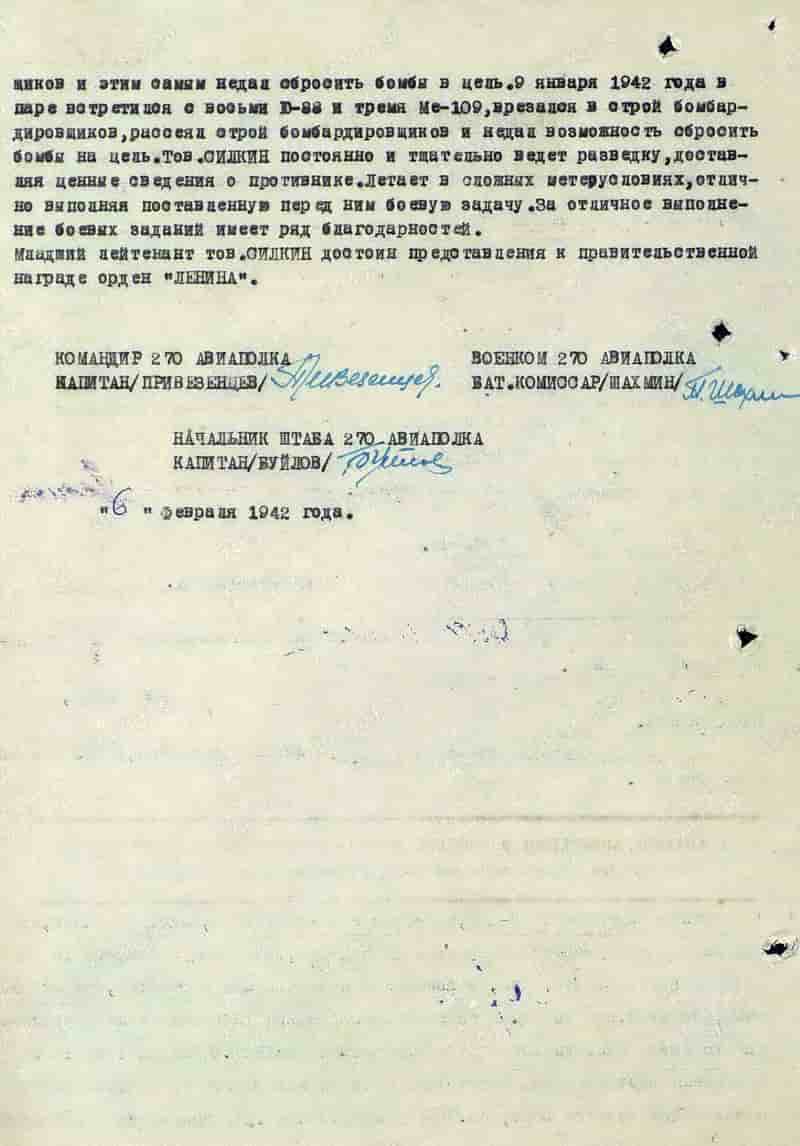 щиков и этим самым недал сбросить бомбы в цель.9 января 1942 года в
паре встретился с восьми Ю-88 и тремя Ме-109,врезался в строй бомбар-
дировщиков,рассеял строй бомбардировщиков и недал возможность сбросить
бомбы на цель.Тов.СИЛКИН постоянно и тщательно ведет разведку,достав-
ляя ценные сведения о противнике.Летает в сложных метерусловиях,отлич-
но выполняя поставленную перед ним боевую задачу.За отличное выполне-
ние боевых заданий имеет ряд благодарностей.
Младший лейтенант тов.СИЛКИН достоин представления к правительственной
награде орден "ЛЕНИНА".
КОМАНДИР 270 АВИАПОЛКА
КАПИТАН/ПРИВЕЗЕНЦЕВ/ Привезенцев.
ВОЕНКОМ 270 АВИАПОЛКА
БАТ.КОМИССАР/ШАХМИН/
НАЧАЛЬНИК ШТАБА 270 АВИАПОЛКА
КАПИТАН/БУЙЛОВ/
"6" февраля 1942 года.